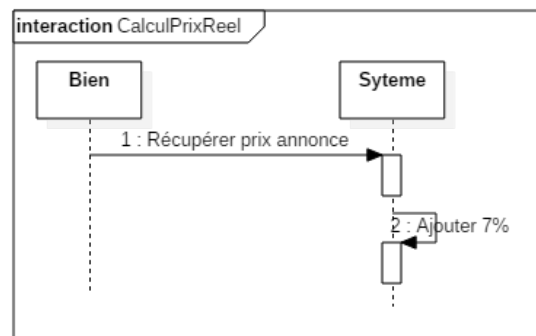 interaction CalculPrixReel
Bien
Syteme
1 : Récupérer prix annonce
2 : Ajouter 7%